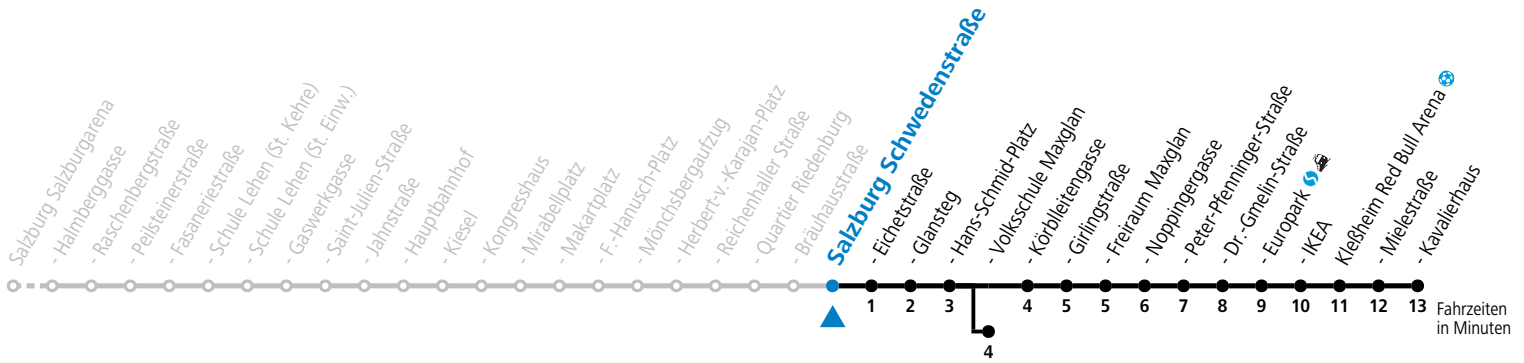 Salzburg Salzburgarena
- Halmberggasse
- Raschenbergstraße
- Peilsteinerstraße
- Fasaneriestraße
- Schule Lehen (St. Kehre)
- Schule Lehen (St. Einw.)
- Gaswerkgasse
- Saint-Julien-Straße
- Jahnstraße
- Hauptbahnhof
- Kiesel
- Kongresshaus
- Mirabellplatz
- Makartplatz
- F.-Hanusch-Platz
- Mönchsbergaufzug
- Herbert-v.-Karajan-Platz
- Reichenhaller Straße
- Quartier Riedenburg
- Bräuhausstraße
Salzburg Schwedenstraße
- Eichetstraße
- Glansteg
- Hans-Schmid-Platz
- Volksschule Maxglan
- Körblleitengasse
- Girlingstraße
- Freiraum Maxglan
- Noppingergasse
- Peter-Pfenninger-Straße
- Dr.-Gmelin-Straße
- Europark
- IKEA
Kleßheim Red Bull Arena
- Mielestraße
- Kavalierhaus
1 2 3 4 5 5 6 7 8 9 10 11 12 13 Fahrzeiten
in Minuten
4